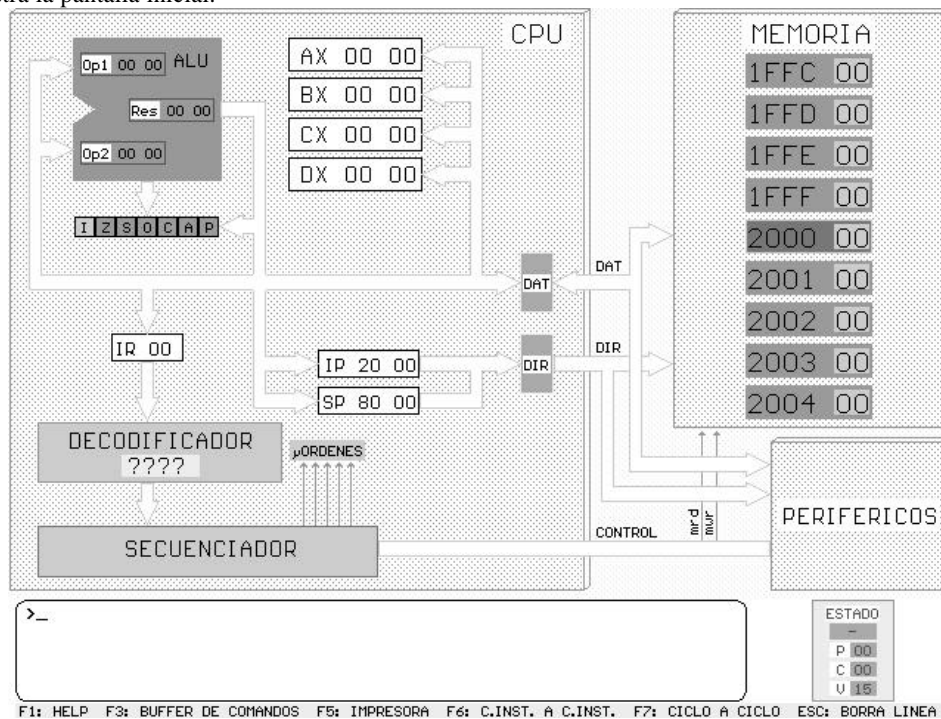 tra la pantalla inicial.
CPU
MEMORIA
Op1 00 00 ALU
Res 00 00
Op2 00 00
I Z S O C A P
AX 00 00
BX 00 00
CX 00 00
DX 00 00
1FFC 00
1FFD 00
1FFE 00
1FFF 00
2000 00
2001 00
2002 00
2003 00
2004 00
DAT
DAT
IR 00
IP 20 00
SP 80 00
DIR
DIR
DECODIFICADOR
????
µORDENES
SECUENCIADOR
CONTROL
mrd
mwr
PERIFERICOS
>_
ESTADO
-
P 00
C 00
V 15
F1: HELP F3: BUFFER DE COMANDOS F5: IMPRESORA F6: C.INST. A C.INST. F7: CICLO A CICLO ESC: BORRA LINEA